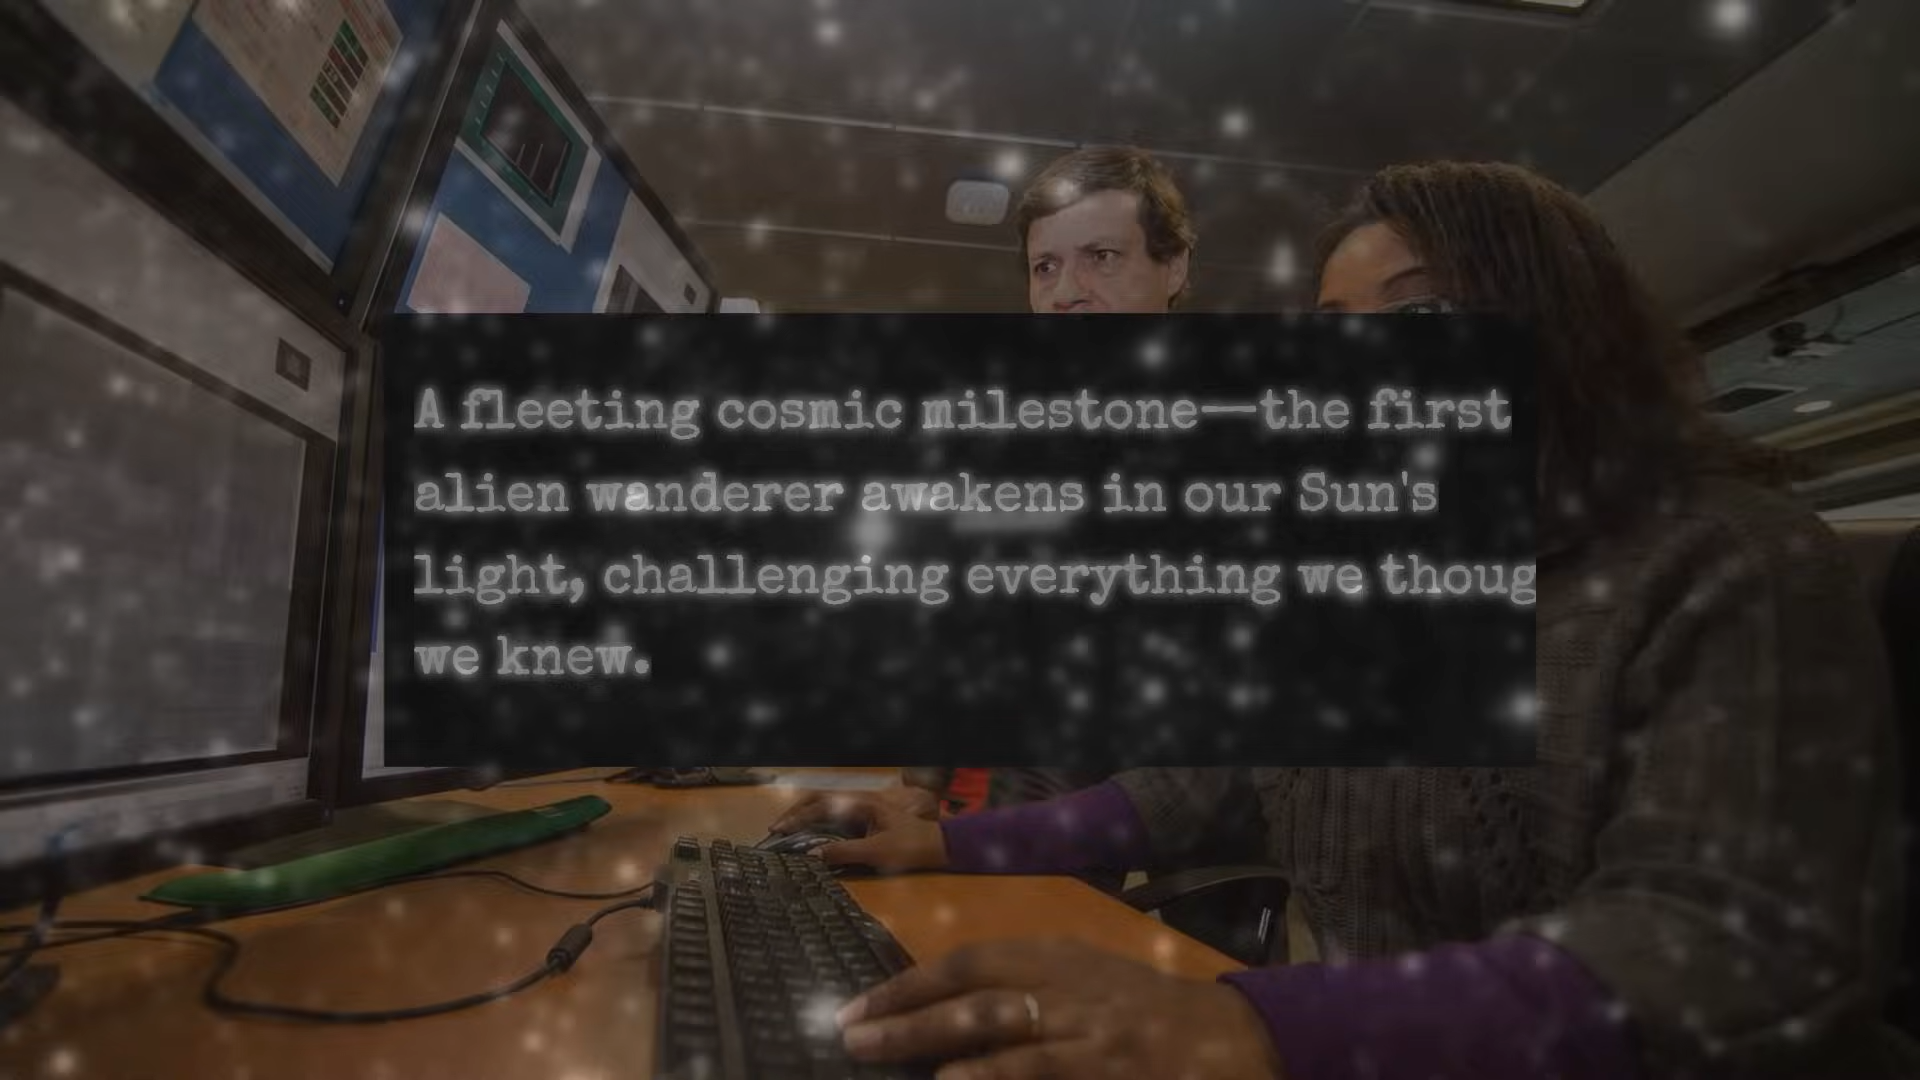 A fleeting cosmic milestone—the first
alien wanderer awakens in our Sun's
light, challenging everything we thoug
we knew.